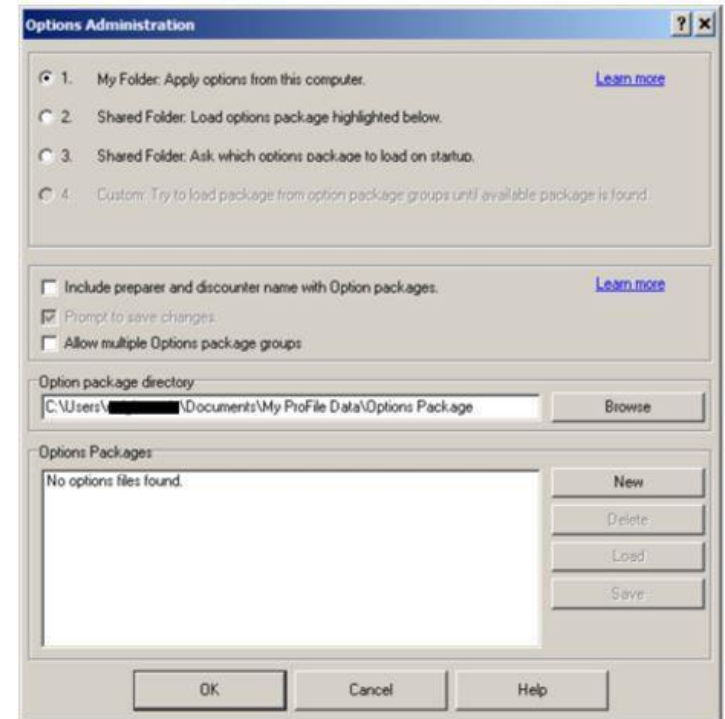 Options Administration
1. My Folder: Apply options from this computer. Learn more
2. Shared Folder: Load options package highlighted below.
3. Shared Folder: Ask which options package to load on startup.
4. Custom: Try to load package from option package groups until available package is found.
Include preparer and discounter name with Option packages. Learn more
Prompt to save changes.
Allow multiple Options package groups
Option package directory
C:\Users\ \Documents\My ProFile Data\Options Package Browse
Options Packages
No options files found. New
Delete
Load
Save
OK Cancel Help